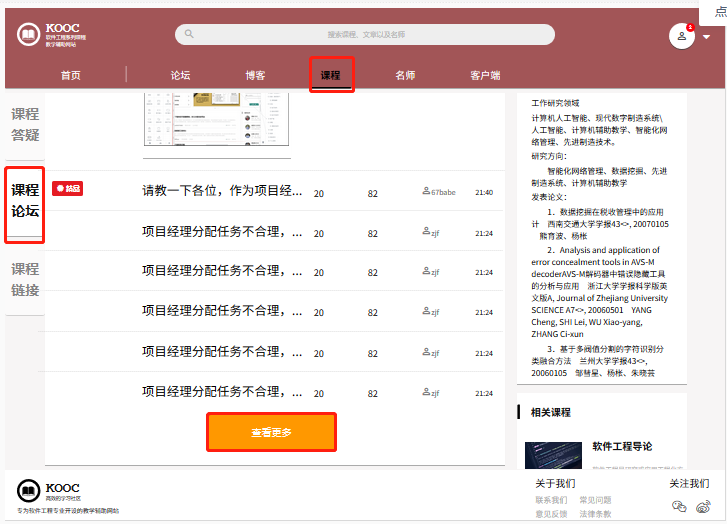 点
KOOC
软件工程系列课程
教学辅助网站
搜索课程、文章以及名师
2
首页
论坛
博客
课程
名师
客户端
课程
答疑
课程
论坛
课程
链接
精品
请教一下各位，作为项目经... 20 82 67babe 21:40
项目经理分配任务不合理，... 20 82 zjf 21:24
项目经理分配任务不合理，... 20 82 zjf 21:24
项目经理分配任务不合理，... 20 82 zjf 21:24
项目经理分配任务不合理，... 20 82 zjf 21:24
项目经理分配任务不合理，... 20 82 zjf 21:24
查看更多
工作研究领域
计算机人工智能、现代数字制造系统\
人工智能、计算机辅助教学、智能化网
络管理、先进制造技术。
研究方向：
智能化网络管理、数据挖掘、先进
制造系统、计算机辅助教学
发表论文：
1．数据挖掘在税收管理中的应用
计 西南交通大学学报43<>, 20070105
熊育波、杨枨
2．Analysis and application of
error concealment tools in AVS-M
decoderAVS-M解码器中错误隐藏工具
的分析与应用 浙江大学学报科学版英
文版A, Journal of Zhejiang University
SCIENCE A7<>, 20060501 YANG
Cheng, SHI Lei, WU Xiao-yang,
ZHANG Ci-xun
3．基于多阈值分割的字符识别分
类融合方法 兰州大学学报43<>,
20060105 邹彗星、杨枨、朱晓芸
相关课程
软件工程导论
KOOC
高效的学习社区
专为软件工程专业开设的教学辅助网站
关于我们
联系我们 常见问题
意见反馈 法律条款
关注我们